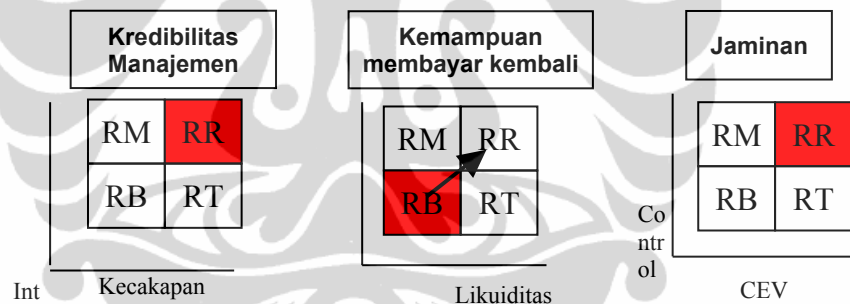 Kredibilitas
Manajemen
RM RR
RB RT
Int
Kecakapan
Kemampuan
membayar kembali
RM RR
RB RT
Likuiditas
Jaminan
RM RR
RB RT
Co
ntr
ol
CEV